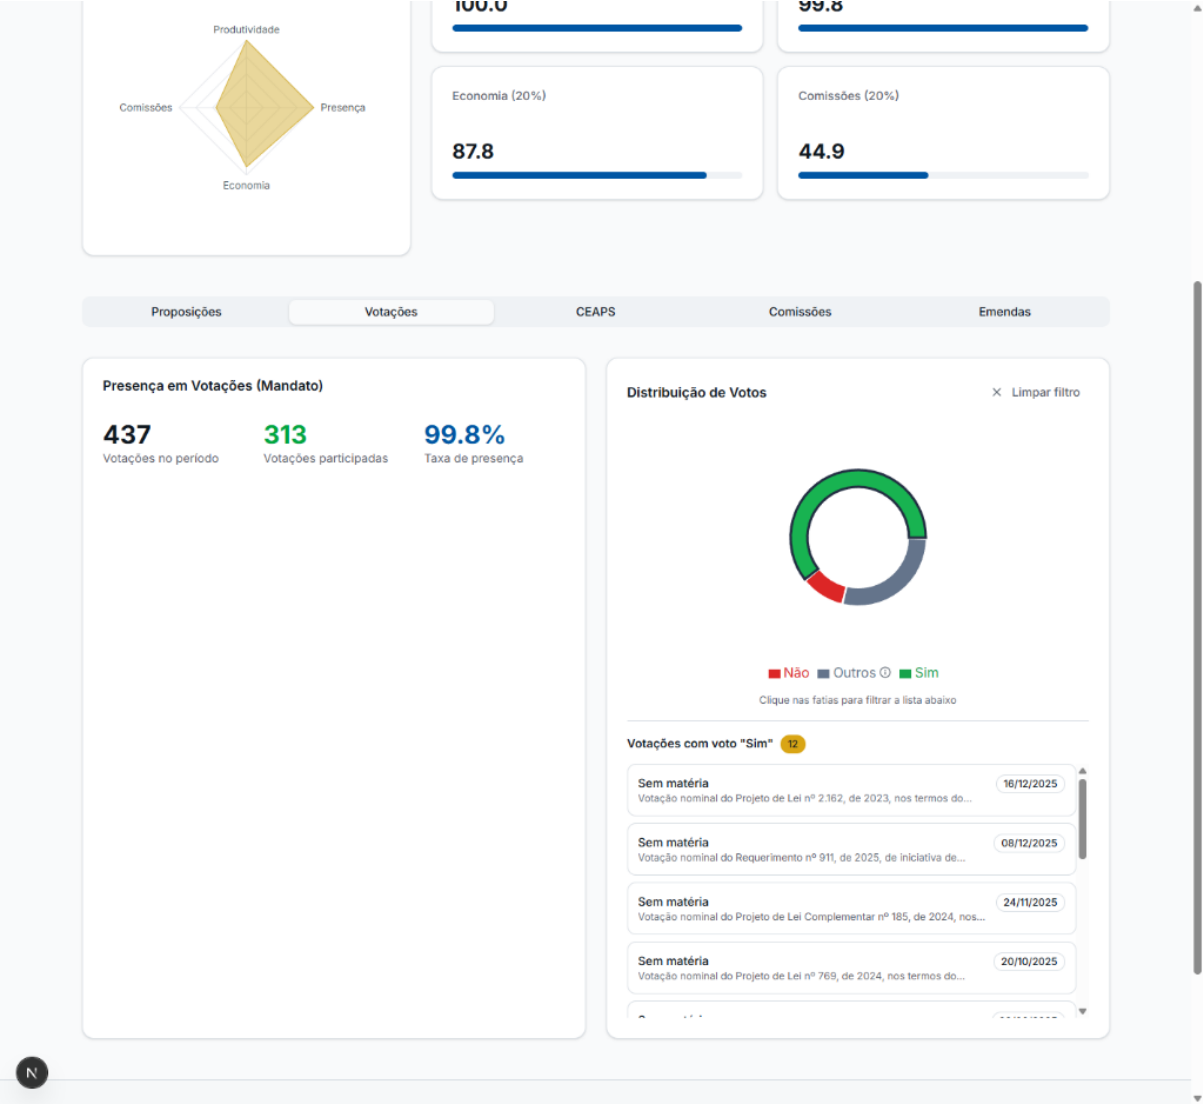 100.0
99.8
Produtividade
Comissões
Presença
Economia
Economia (20%)
87.8
Comissões (20%)
44.9
Proposições
Votações
CEAPS
Comissões
Emendas
Presença em Votações (Mandato)
437
313
99.8%
Votações no período
Votações participadas
Taxa de presença
Distribuição de Votos
× Limpar filtro
Não
Outros
Sim
Clique nas fatias para filtrar a lista abaixo
Votações com voto "Sim" 12
Sem matéria
16/12/2025
Votação nominal do Projeto de Lei nº 2.162, de 2023, nos termos do...
Sem matéria
08/12/2025
Votação nominal do Requerimento nº 911, de 2025, de iniciativa de...
Sem matéria
24/11/2025
Votação nominal do Projeto de Lei Complementar nº 185, de 2024, nos...
Sem matéria
20/10/2025
Votação nominal do Projeto de Lei nº 769, de 2024, nos termos do...
N